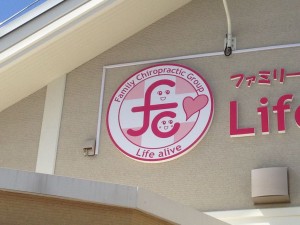 Family Chiropractic Group
fc
Life alive
ファミリー
Life